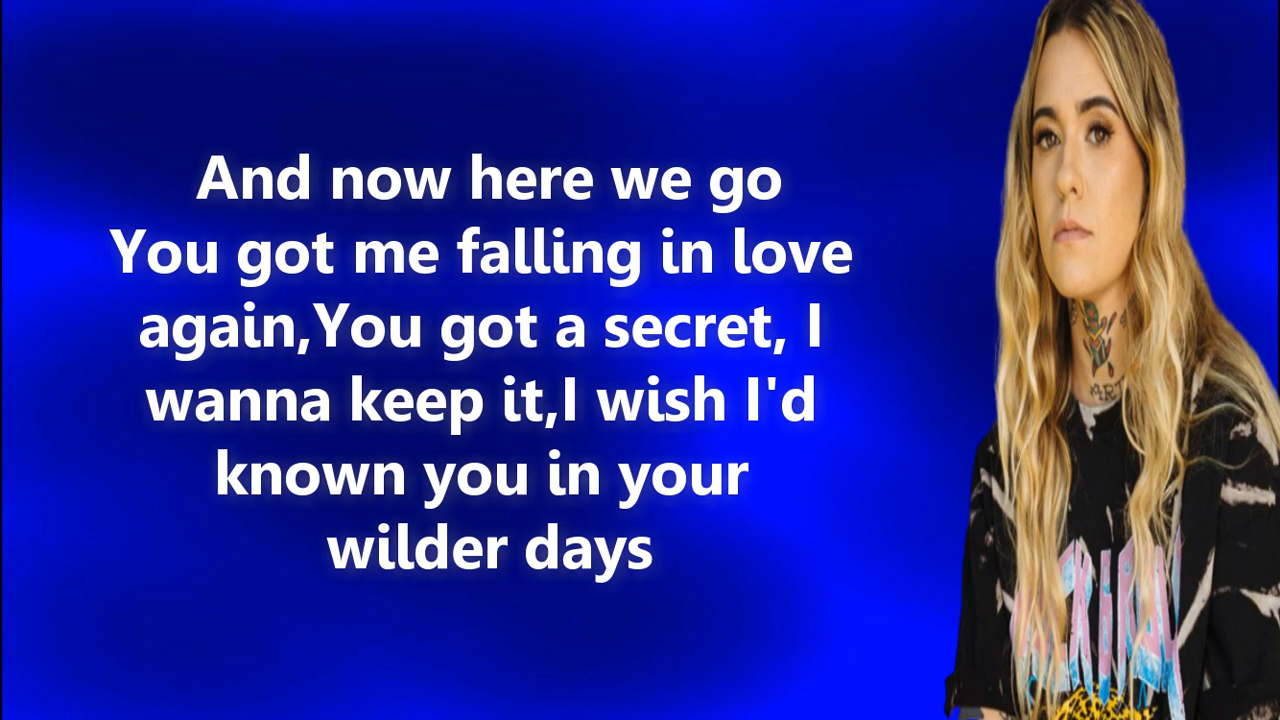 And now here we go
You got me falling in love
again,You got a secret, I
wanna keep it,I wish I'd
known you in your
wilder days